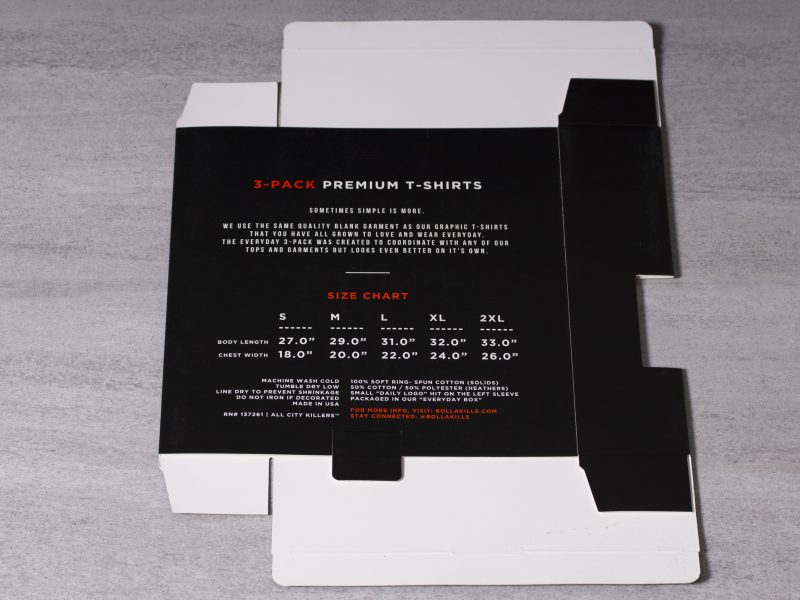 3-PACK PREMIUM T-SHIRTS
SOMETIMES SIMPLE IS MORE.
WE USE THE SAME QUALITY BLANK GARMENT AS OUR GRAPHIC T-SHIRTS
THAT YOU HAVE ALL GROWN TO LOVE AND WEAR EVERYDAY.
THE EVERYDAY 3-PACK WAS CREATED TO COORDINATE WITH ANY OF OUR
TOPS AND GARMENTS BUT LOOKS EVEN BETTER ON IT'S OWN.
SIZE CHART
S M L XL 2XL
------ ------ ------ ------ ------
BODY LENGTH 27.0" 29.0" 31.0" 32.0" 33.0"
CHEST WIDTH 18.0" 20.0" 22.0" 24.0" 26.0"
MACHINE WASH COLD
TUMBLE DRY LOW
LINE DRY TO PREVENT SHRINKAGE
DO NOT IRON IF DECORATED
MADE IN USA
RN# 137261 | ALL CITY KILLERS™
100% SOFT RING- SPUN COTTON (SOLIDS)
50% COTTON / 50% POLYESTER (HEATHERS)
SMALL "DAILY LOGO" HIT ON THE LEFT SLEEVE
PACKAGED IN OUR "EVERYDAY BOX"
FOR MORE INFO, VISIT: BOLLAKILLS.COM
STAY CONNECTED: @BOLLAKILLS